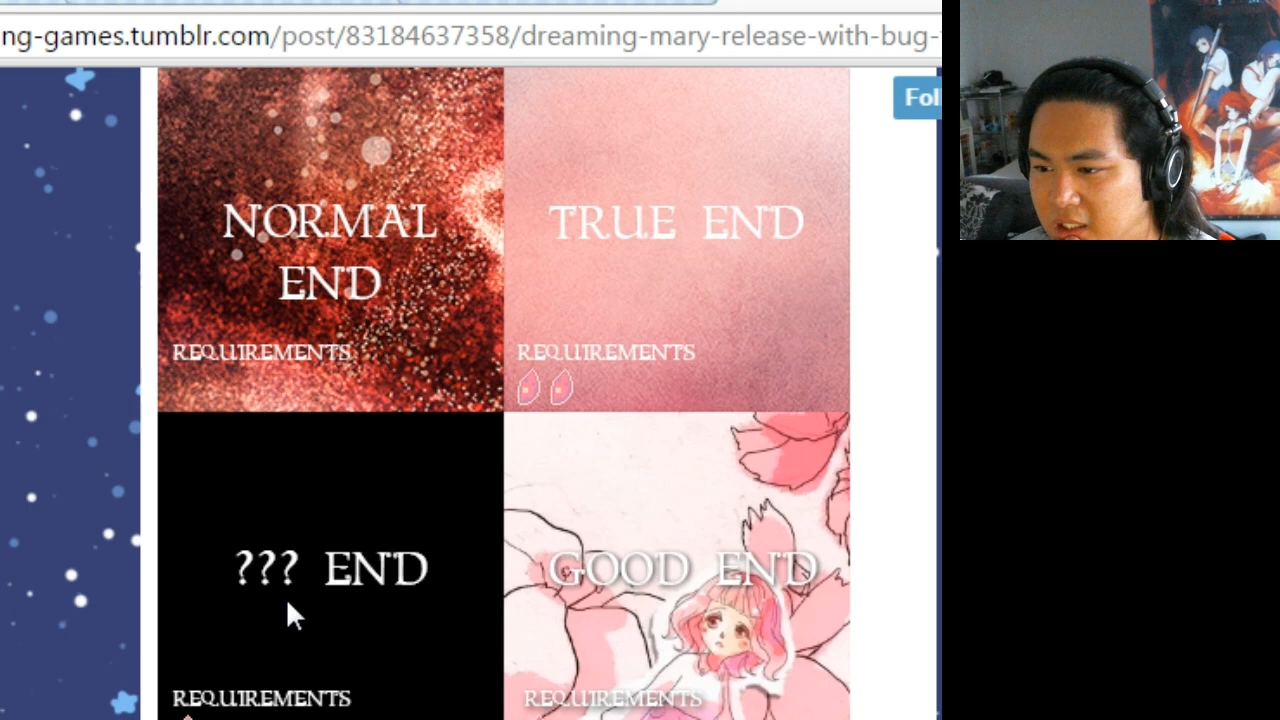 ng-games.tumblr.com/post/83184637358/dreaming-mary-release-with-bug-
Fol
NORMAL
END
REQUIREMENTS
TRUE END
REQUIREMENTS
??? END
REQUIREMENTS
GOOD END
REQUIREMENTS